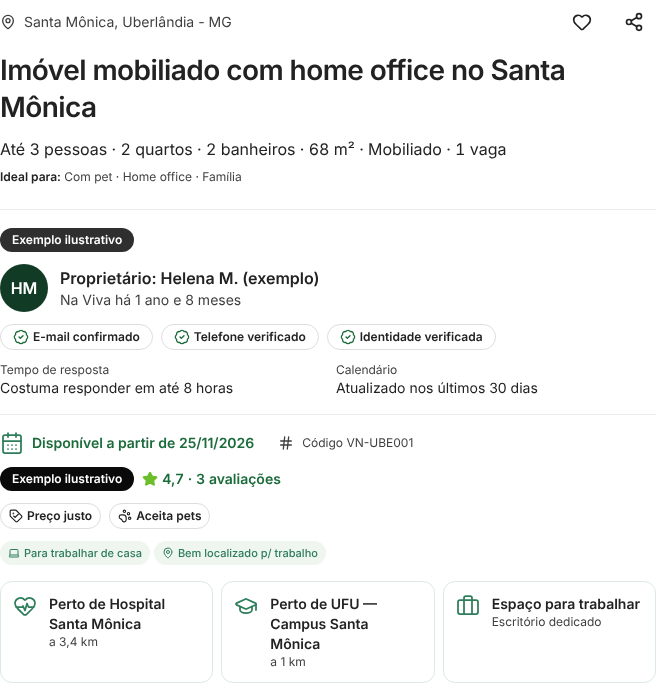 Santa Mônica, Uberlândia - MG
Imóvel mobiliado com home office no Santa
Mônica
Até 3 pessoas · 2 quartos · 2 banheiros · 68 m² · Mobiliado · 1 vaga
Ideal para: Com pet · Home office · Família
Exemplo ilustrativo
HM
Proprietário: Helena M. (exemplo)
Na Viva há 1 ano e 8 meses
E-mail confirmado
Telefone verificado
Identidade verificada
Tempo de resposta
Costuma responder em até 8 horas
Calendário
Atualizado nos últimos 30 dias
Disponível a partir de 25/11/2026
Código VN-UBE001
Exemplo ilustrativo
4,7 · 3 avaliações
Preço justo
Aceita pets
Para trabalhar de casa
Bem localizado p/ trabalho
Perto de Hospital
Santa Mônica
a 3,4 km
Perto de UFU —
Campus Santa
Mônica
a 1 km
Espaço para trabalhar
Escritório dedicado